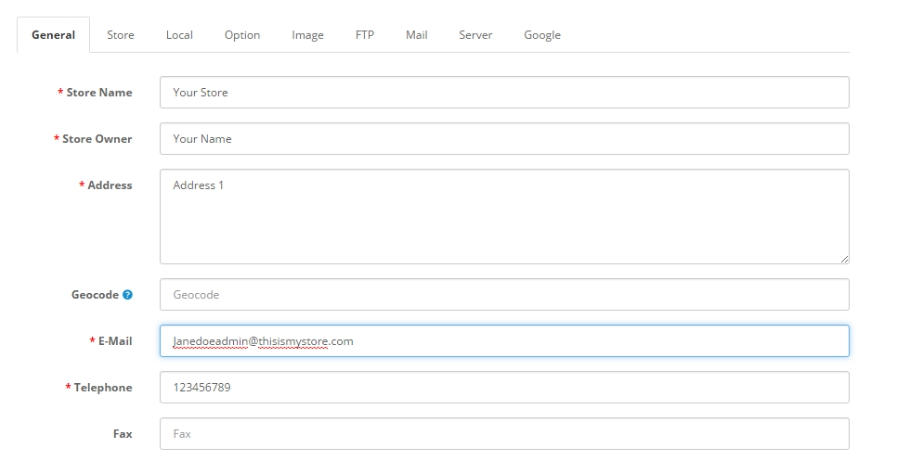 General Store Local Option Image FTP Mail Server Google
* Store Name Your Store
* Store Owner Your Name
* Address Address 1
Geocode ? Geocode
* E-Mail Janedoeadmin@thisismystore.com
* Telephone 123456789
Fax Fax